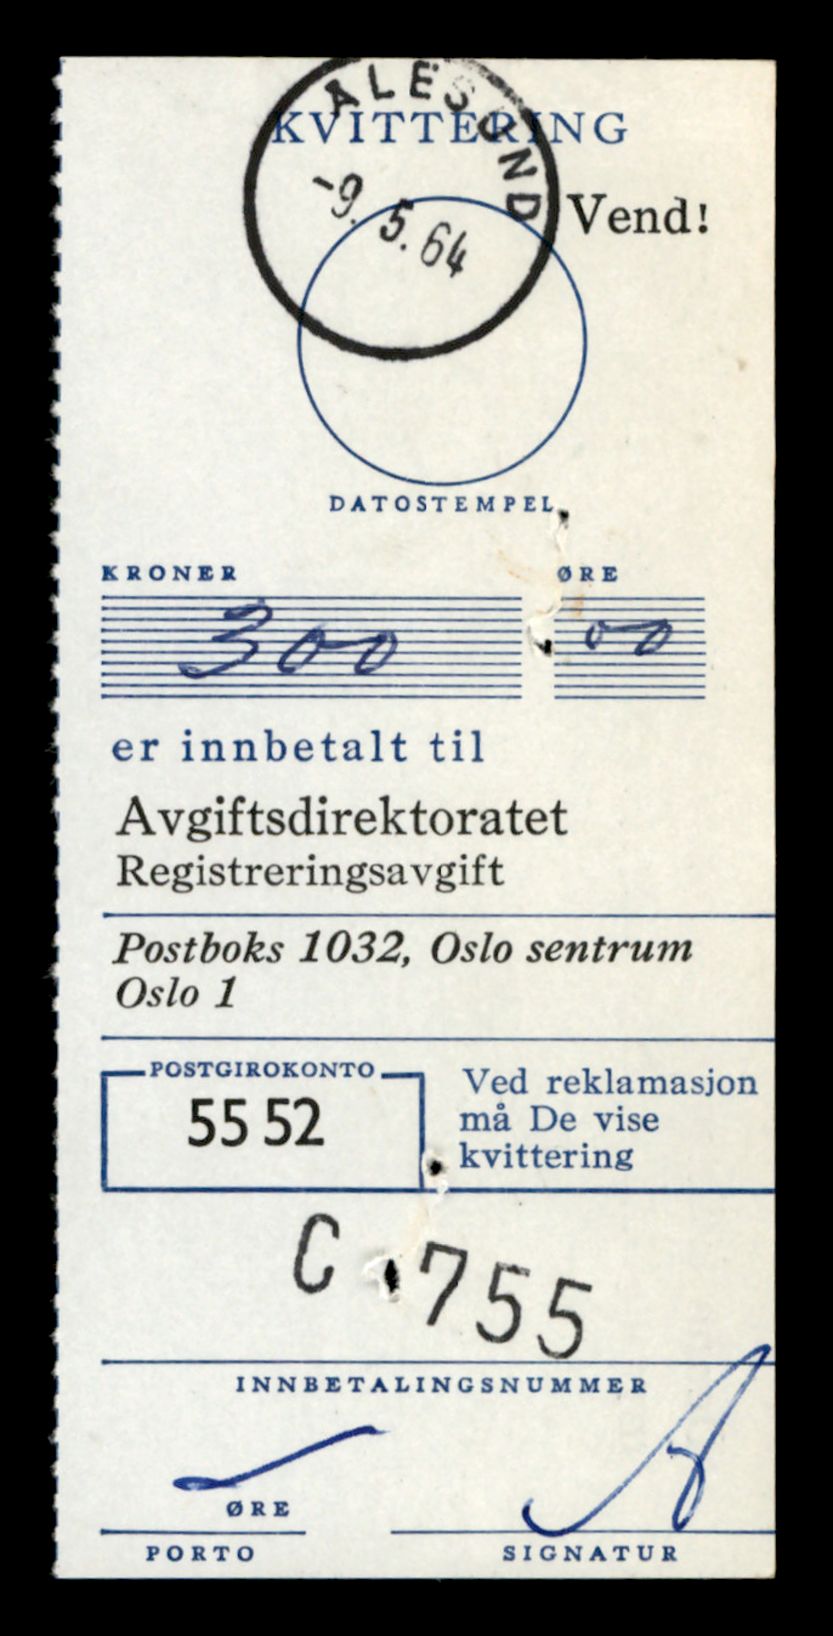 ÅLESUND
KVITTERING
-9.5.64
Vend!
DATOSTEMPEL
KRONER ØRE
300 00
er innbetalt til
Avgiftsdirektoratet
Registreringsavgift
Postboks 1032, Oslo sentrum
Oslo 1
POSTGIROKONTO
55 52
Ved reklamasjon
må De vise
kvittering
C 755
INNBETALINGSNUMMER
ØRE
PORTO SIGNATUR